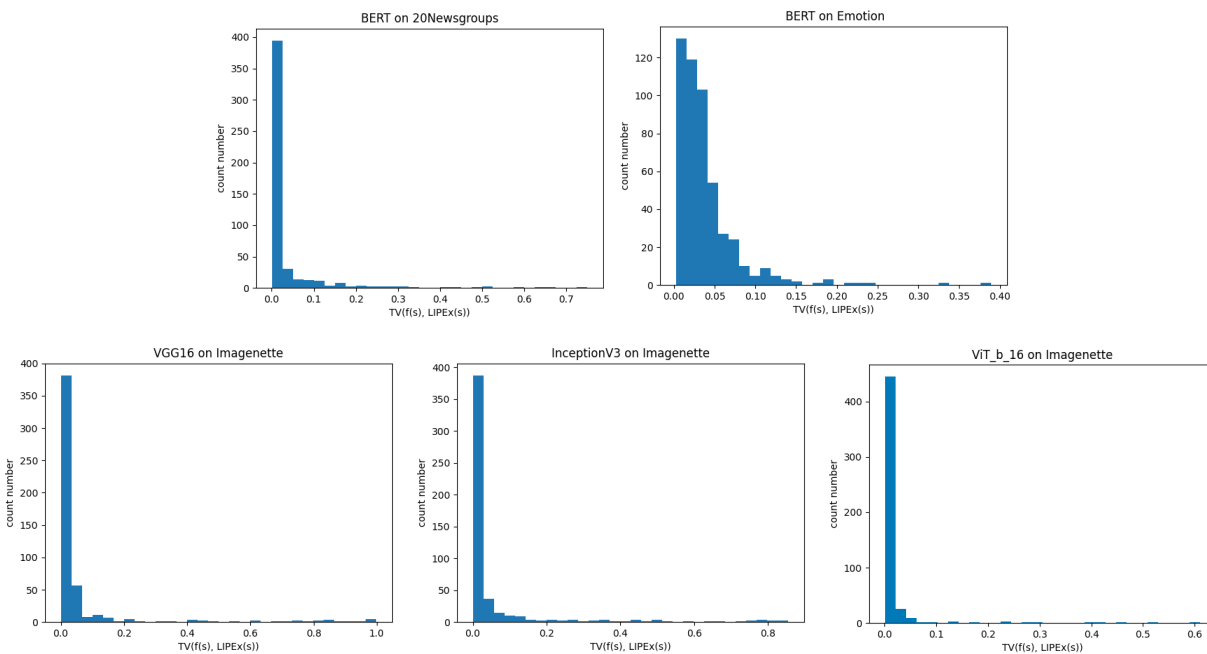 BERT on 20Newsgroups
count number
400
350
300
250
200
150
100
50
0
0.0 0.1 0.2 0.3 0.4 0.5 0.6 0.7
TV(f(s), LIPEx(s))
BERT on Emotion
count number
120
100
80
60
40
20
0
0.00 0.05 0.10 0.15 0.20 0.25 0.30 0.35 0.40
TV(f(s), LIPEx(s))
VGG16 on Imagenette
count number
400
350
300
250
200
150
100
50
0
0.0 0.2 0.4 0.6 0.8 1.0
TV(f(s), LIPEx(s))
InceptionV3 on Imagenette
count number
400
350
300
250
200
150
100
50
0
0.0 0.2 0.4 0.6 0.8
TV(f(s), LIPEx(s))
ViT_b_16 on Imagenette
count number
400
300
200
100
0
0.0 0.1 0.2 0.3 0.4 0.5 0.6
TV(f(s), LIPEx(s))